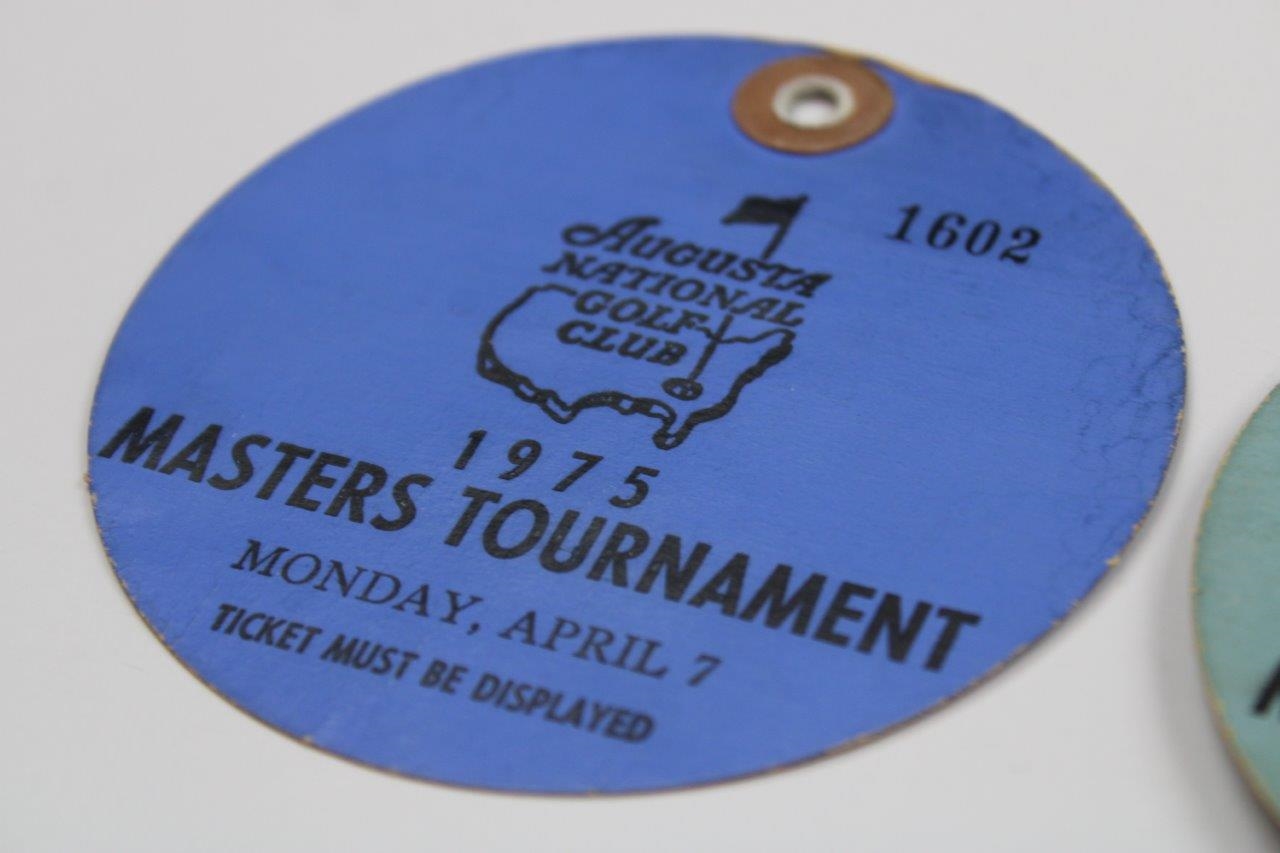 1602
AUGUSTA
NATIONAL
GOLF
CLUB
1975
MASTERS TOURNAMENT
MONDAY, APRIL 7
TICKET MUST BE DISPLAYED